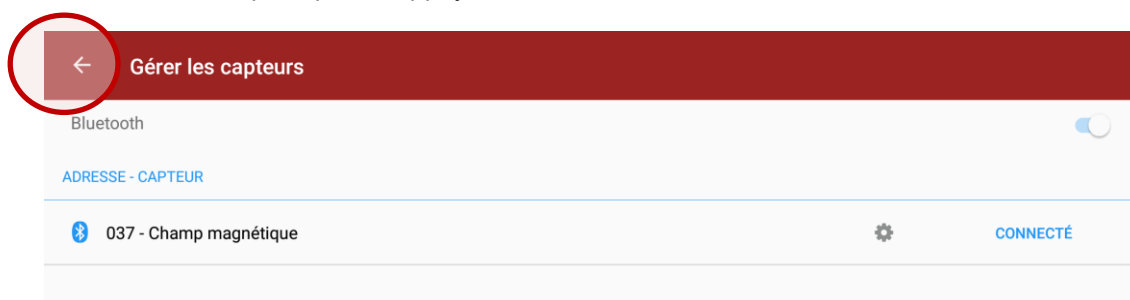 Gérer les capteurs
Bluetooth
ADRESSE - CAPTEUR
037 - Champ magnétique
CONNECTÉ